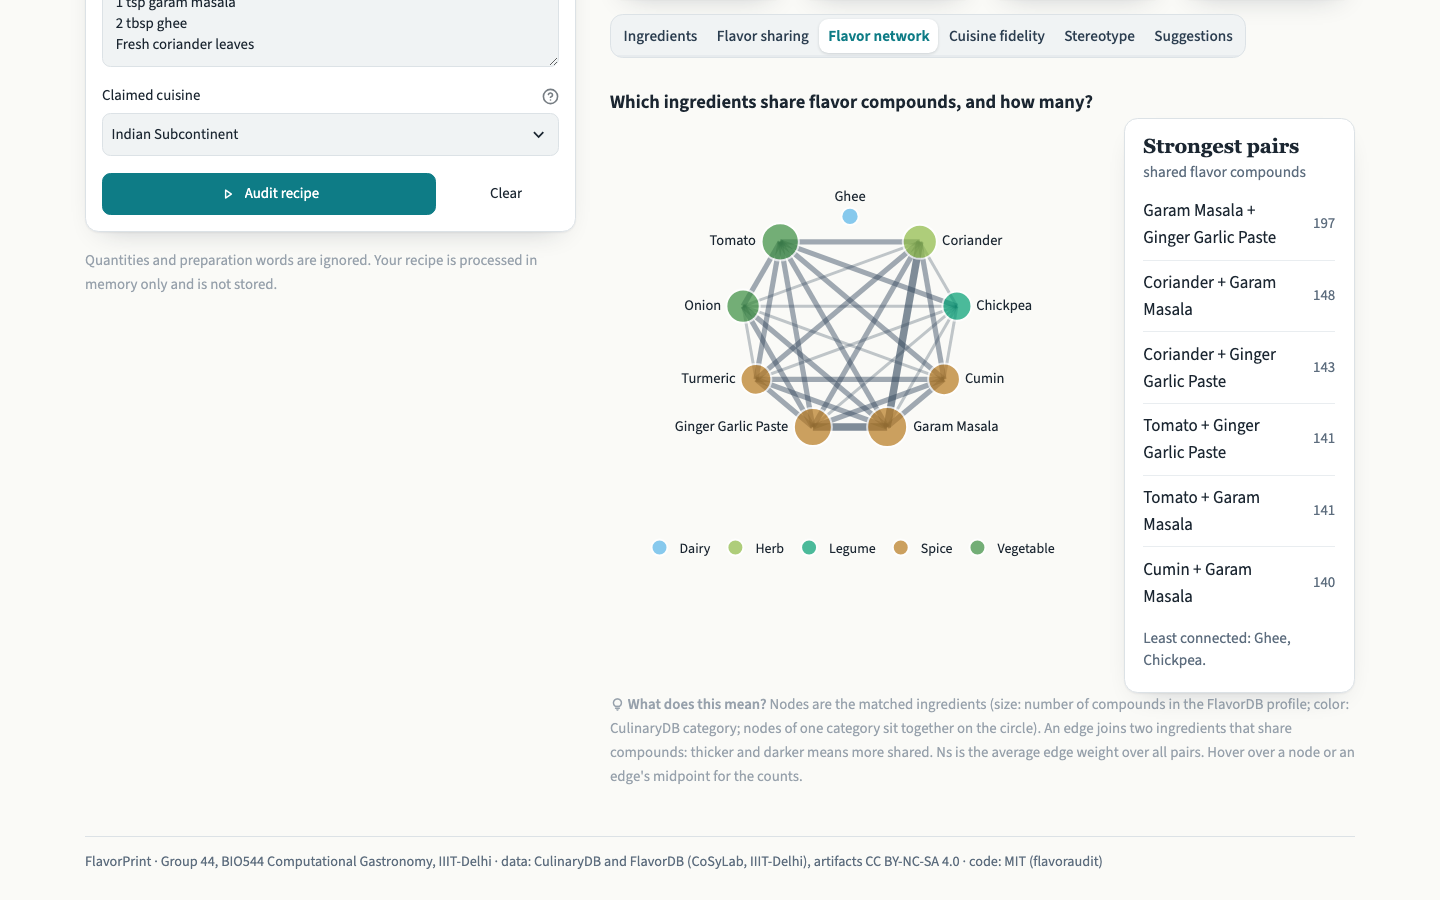 1 tsp garam masala
2 tbsp ghee
Fresh coriander leaves
Claimed cuisine
Indian Subcontinent
Audit recipe
Clear
Quantities and preparation words are ignored. Your recipe is processed in
memory only and is not stored.
Ingredients
Flavor sharing
Flavor network
Cuisine fidelity
Stereotype
Suggestions
Which ingredients share flavor compounds, and how many?
Ghee
Tomato
Coriander
Onion
Chickpea
Turmeric
Cumin
Ginger Garlic Paste
Garam Masala
Dairy
Herb
Legume
Spice
Vegetable
Strongest pairs
shared flavor compounds
Garam Masala +
Ginger Garlic Paste
197
Coriander + Garam
Masala
148
Coriander + Ginger
Garlic Paste
143
Tomato + Ginger
Garlic Paste
141
Tomato + Garam
Masala
141
Cumin + Garam
Masala
140
Least connected: Ghee,
Chickpea.
What does this mean? Nodes are the matched ingredients (size: number of compounds in the FlavorDB profile; color:
CulinaryDB category; nodes of one category sit together on the circle). An edge joins two ingredients that share
compounds: thicker and darker means more shared. Ns is the average edge weight over all pairs. Hover over a node or an
edge's midpoint for the counts.
FlavorPrint · Group 44, BIO544 Computational Gastronomy, IIIT-Delhi · data: CulinaryDB and FlavorDB (CoSyLab, IIIT-Delhi), artifacts CC BY-NC-SA 4.0 · code: MIT (flavoraudit)